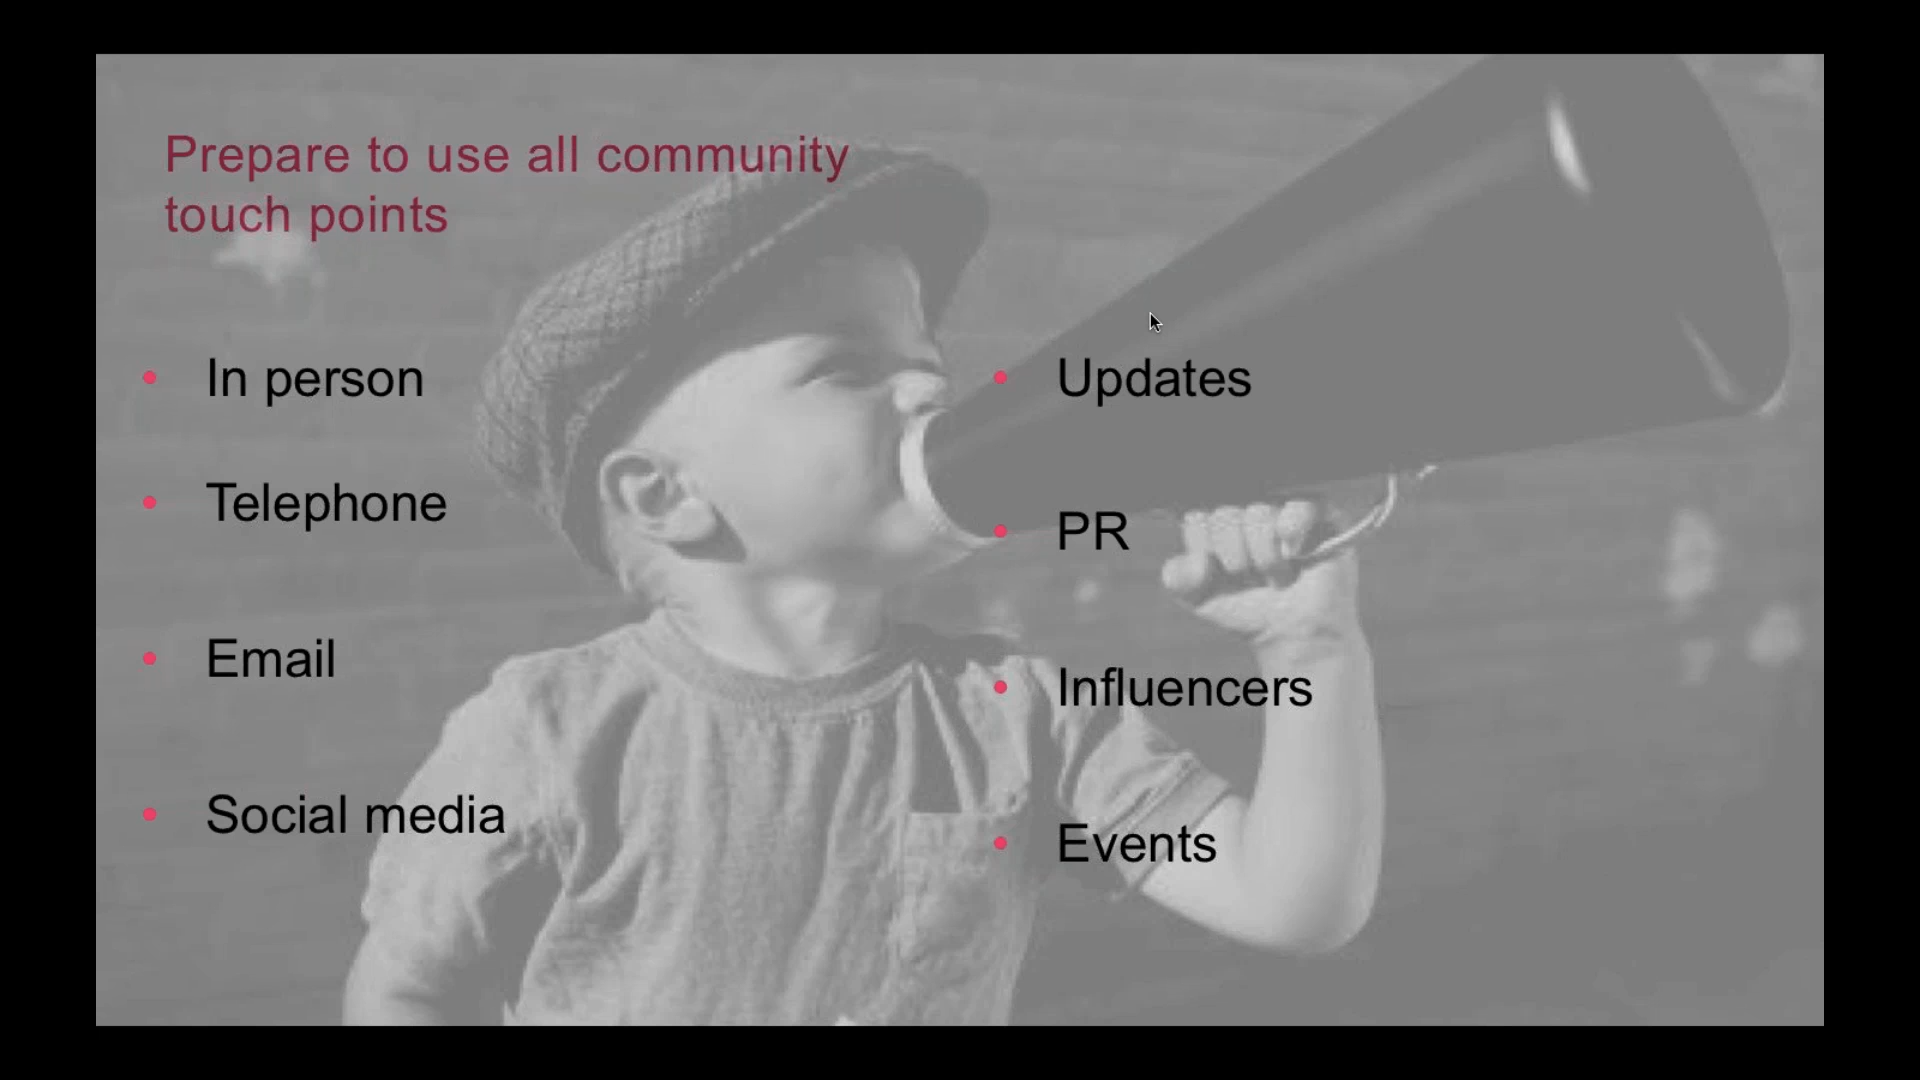 Prepare to use all community
touch points
• In person
• Telephone
• Email
• Social media
• Updates
• PR
• Influencers
• Events